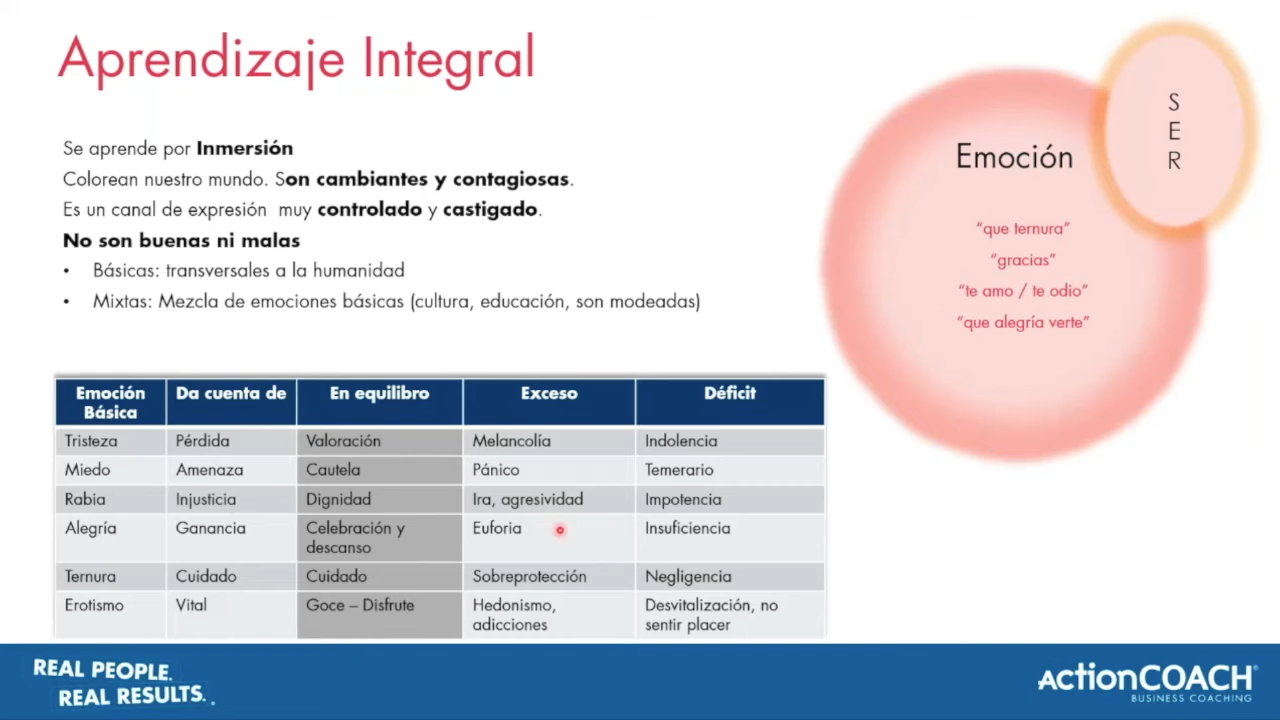 Aprendizaje Integral
Se aprende por Inmersión
Colorean nuestro mundo. Son cambiantes y contagiosas.
Es un canal de expresión muy controlado y castigado.
No son buenas ni malas
• Básicas: transversales a la humanidad
• Mixtas: Mezcla de emociones básicas (cultura, educación, son modeadas)
S
E
R
Emoción
“que ternura”
“gracias”
“te amo / te odio”
“que alegría verte”
Emoción Da cuenta de En equilibro Exceso Déficit
Básica
Tristeza Pérdida Valoración Melancolía Indolencia
Miedo Amenaza Cautela Pánico Temerario
Rabia Injusticia Dignidad Ira, agresividad Impotencia
Alegría Ganancia Celebración y Euforia Insuficiencia
descanso
Ternura Cuidado Cuidado Sobreprotección Negligencia
Erotismo Vital Goce – Disfrute Hedonismo, Desvitalización, no
adicciones sentir placer
REAL PEOPLE.
REAL RESULTS.
ActionCOACH
BUSINESS COACHING